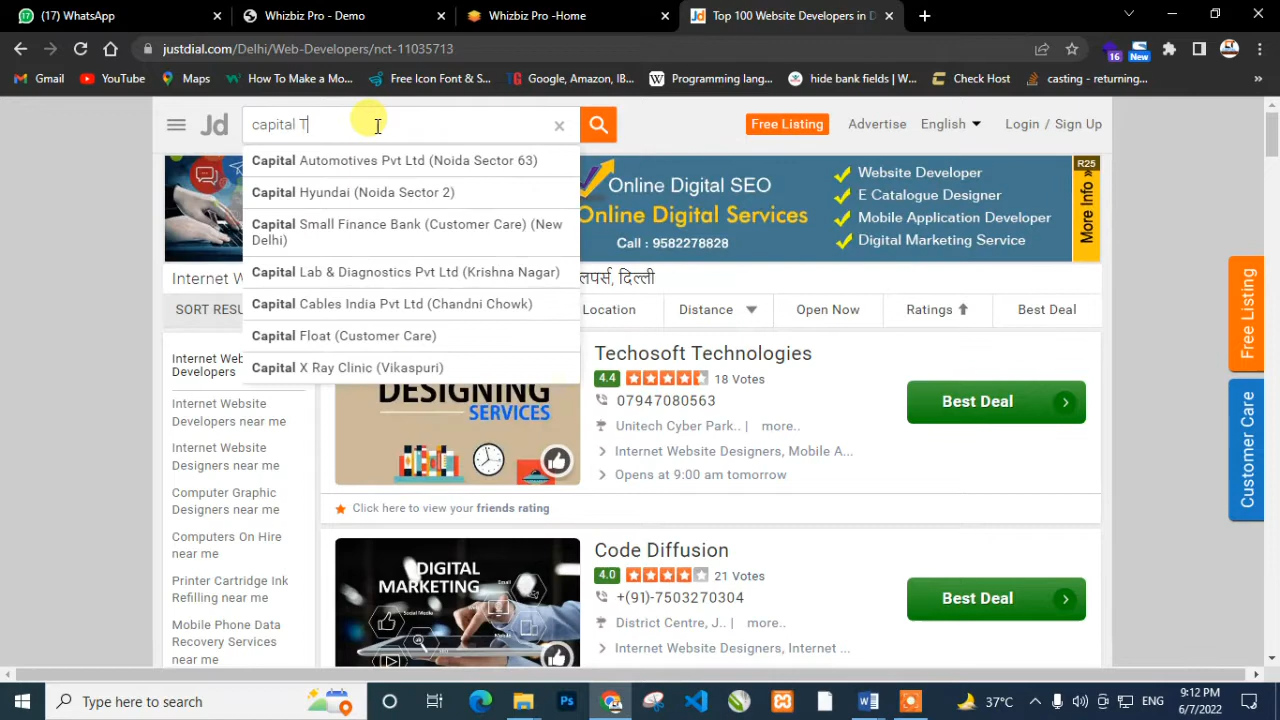 (17) WhatsApp
Whizbiz Pro - Demo
Whizbiz Pro -Home
Jd Top 100 Website Developers in D
justdial.com/Delhi/Web-Developers/nct-11035713
16
New
Gmail
YouTube
Maps
How To Make a Mo...
Free Icon Font & S...
Google, Amazon, IB...
Programming lang...
hide bank fields | W...
Check Host
casting - returning...
»
Jd
capital T
Free Listing
Advertise
English
Login / Sign Up
Capital Automotives Pvt Ltd (Noida Sector 63)
Capital Hyundai (Noida Sector 2)
Capital Small Finance Bank (Customer Care) (New
Delhi)
Capital Lab & Diagnostics Pvt Ltd (Krishna Nagar)
Capital Cables India Pvt Ltd (Chandni Chowk)
Capital Float (Customer Care)
Capital X Ray Clinic (Vikaspuri)
Online Digital SEO
Online Digital Services
Call : 9582278828
Website Developer
E Catalogue Designer
Mobile Application Developer
Digital Marketing Service
R25
More Info »
Internet W
लपर्स, दिल्ली
SORT RESU
Location
Distance
Open Now
Ratings
Best Deal
Free Listing
Customer Care
Internet Web
Developers
Internet Website
Developers near me
Internet Website
Designers near me
Computer Graphic
Designers near me
Computers On Hire
near me
Printer Cartridge Ink
Refilling near me
Mobile Phone Data
Recovery Services
near me
DESIGNING
SERVICES
Techosoft Technologies
4.4
18 Votes
07947080563
Unitech Cyber Park.. | more..
Internet Website Designers, Mobile A...
Opens at 9:00 am tomorrow
Best Deal
Click here to view your friends rating
DIGITAL
MARKETING
Social Media
Email
Code Diffusion
4.0
21 Votes
+(91)-7503270304
District Centre, J.. | more..
Internet Website Designers, Internet ...
Best Deal
Type here to search
Ps
37°C
ENG
9:12 PM
6/7/2022